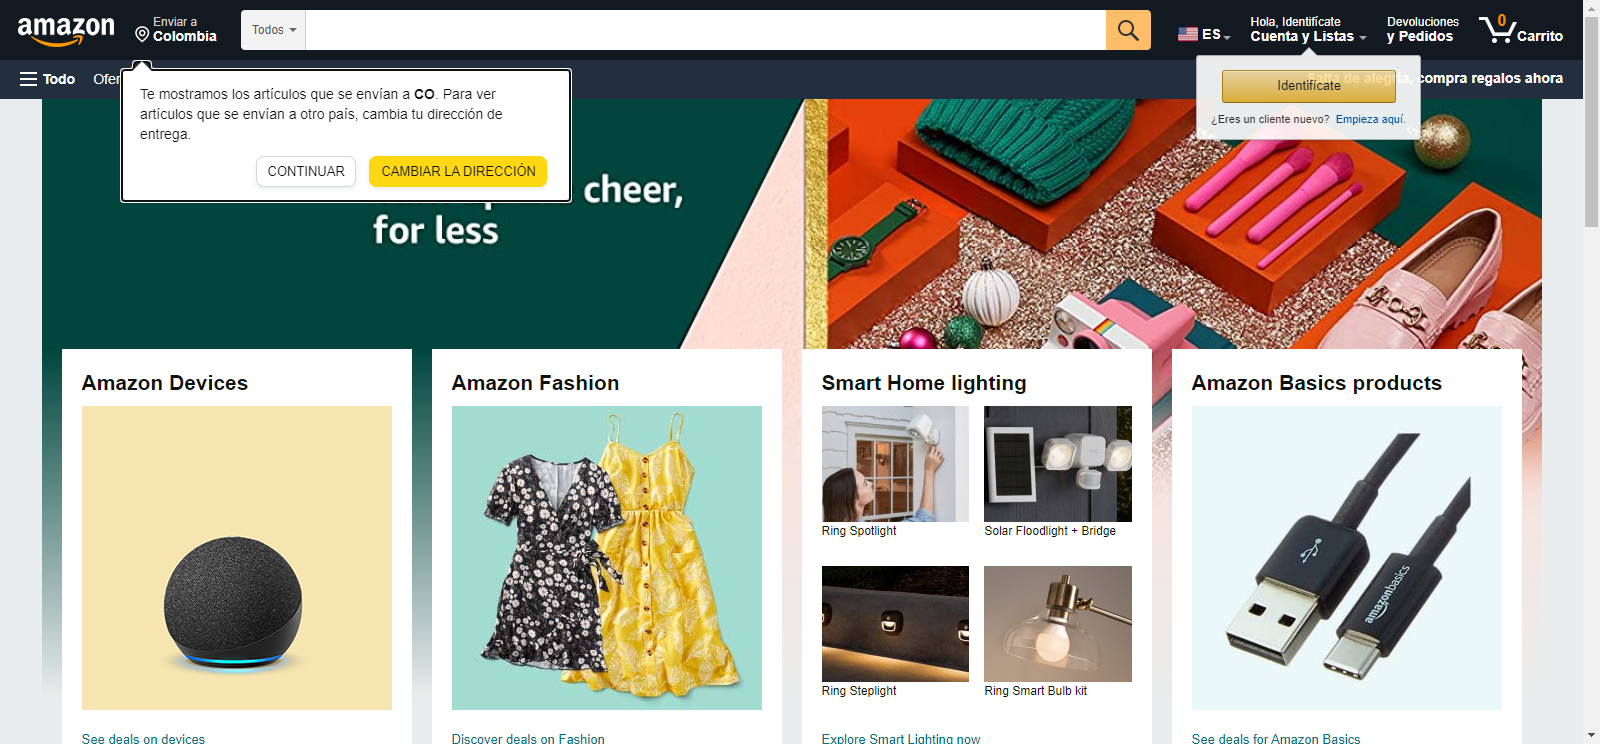 amazon
Enviar a
Colombia
Todos
ES
Hola, Identifícate
Cuenta y Listas
Devoluciones
y Pedidos
0
Carrito
Todo
Ofer
alegría, compra regalos ahora
Te mostramos los artículos que se envían a CO. Para ver
artículos que se envían a otro país, cambia tu dirección de
entrega.
CONTINUAR
CAMBIAR LA DIRECCIÓN
Identifícate
¿Eres un cliente nuevo? Empieza aquí.
cheer,
for less
Amazon Devices
See deals on devices
Amazon Fashion
Discover deals on Fashion
Smart Home lighting
Ring Spotlight
Solar Floodlight + Bridge
Ring Steplight
Ring Smart Bulb kit
Explore Smart Lighting now
Amazon Basics products
amazonbasics
See deals for Amazon Basics